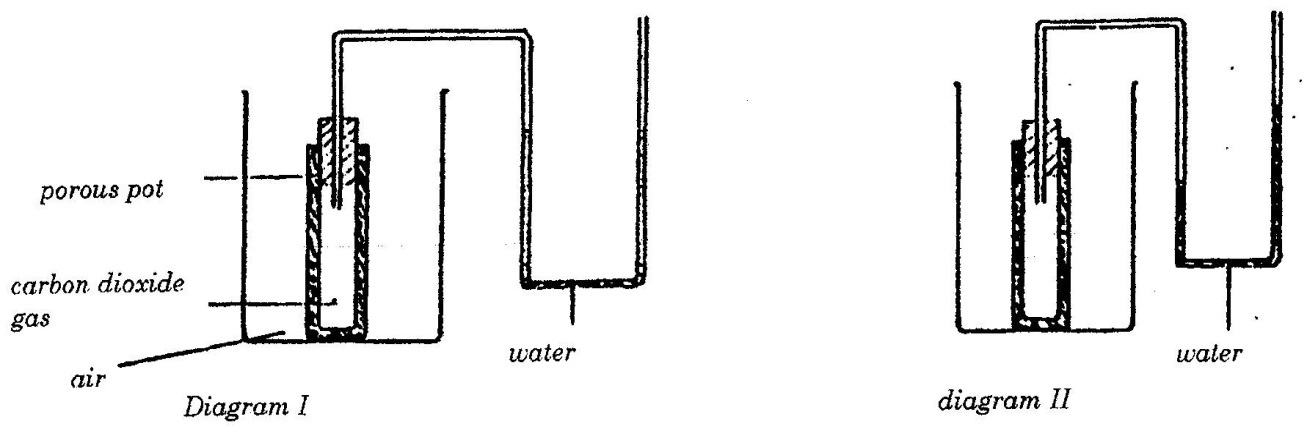 porous pot
carbon dioxide
gas
air
water
Diagram I
water
diagram II